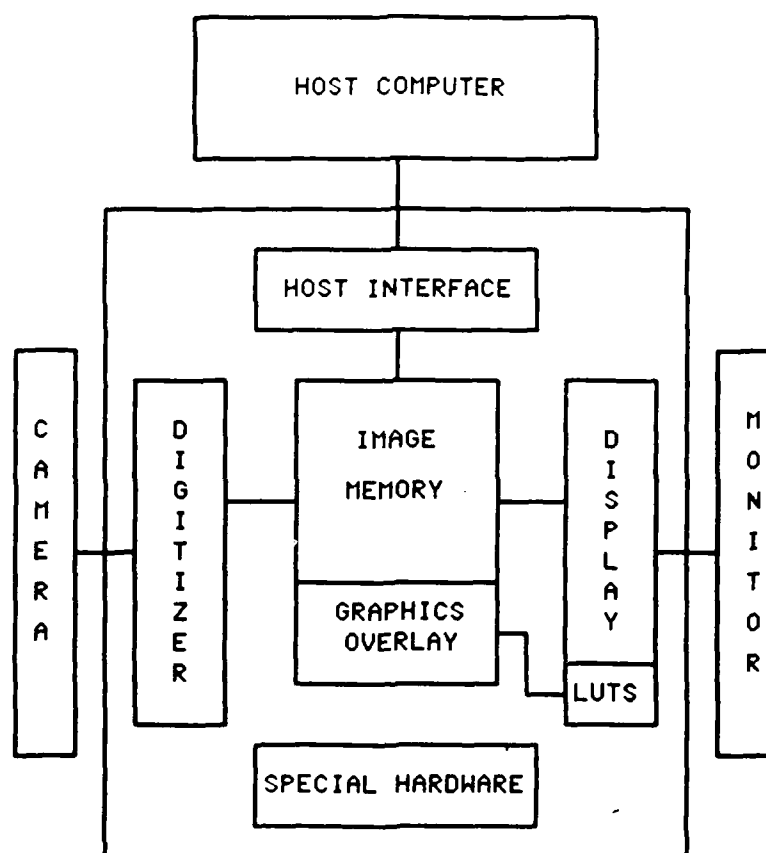 HOST COMPUTER
HOST INTERFACE
CAMERA
DIGITIZER
IMAGE
MEMORY
GRAPHICS
OVERLAY
DISPLAY
LUTS
MONITOR
SPECIAL HARDWARE